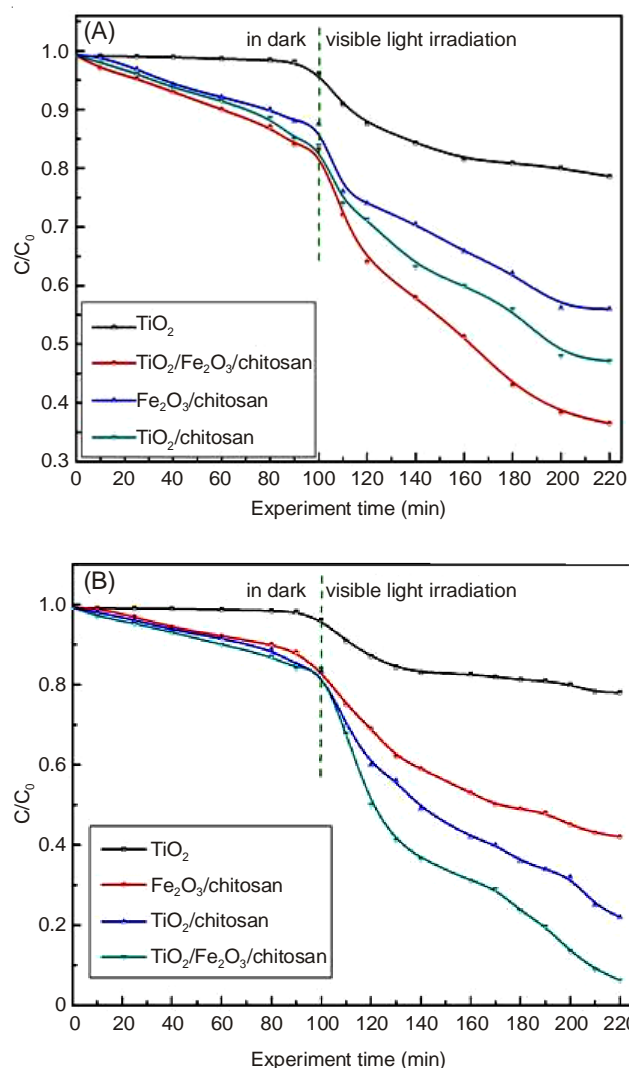 (A)
in dark
visible light irradiation
1.0
0.9
0.8
0.7
0.6
0.5
0.4
0.3
C/C₀
TiO₂
TiO₂/Fe₂O₃/chitosan
Fe₂O₃/chitosan
TiO₂/chitosan
0 20 40 60 80 100 120 140 160 180 200 220
Experiment time (min)
(B)
in dark
visible light irradiation
1.0
0.8
0.6
0.4
0.2
0
C/C₀
TiO₂
Fe₂O₃/chitosan
TiO₂/chitosan
TiO₂/Fe₂O₃/chitosan
0 20 40 60 80 100 120 140 160 180 200 220
Experiment time (min)